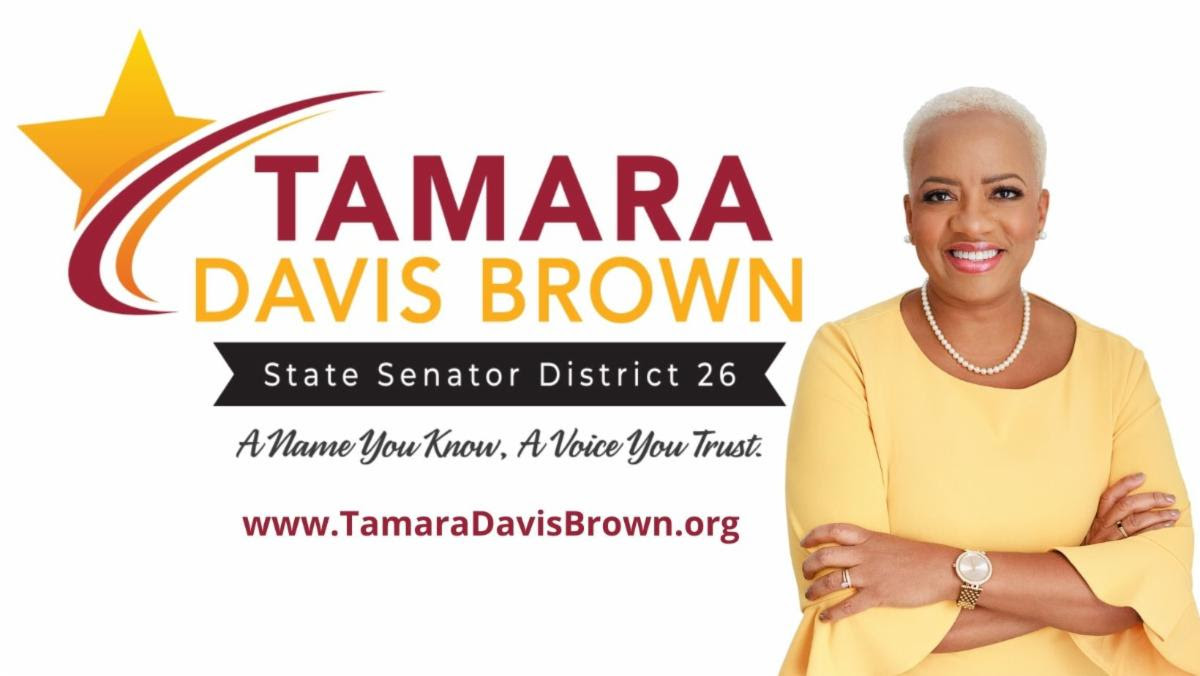 TAMARA
DAVIS BROWN
State Senator District 26
A Name You Know, A Voice You Trust.
www.TamaraDavisBrown.org